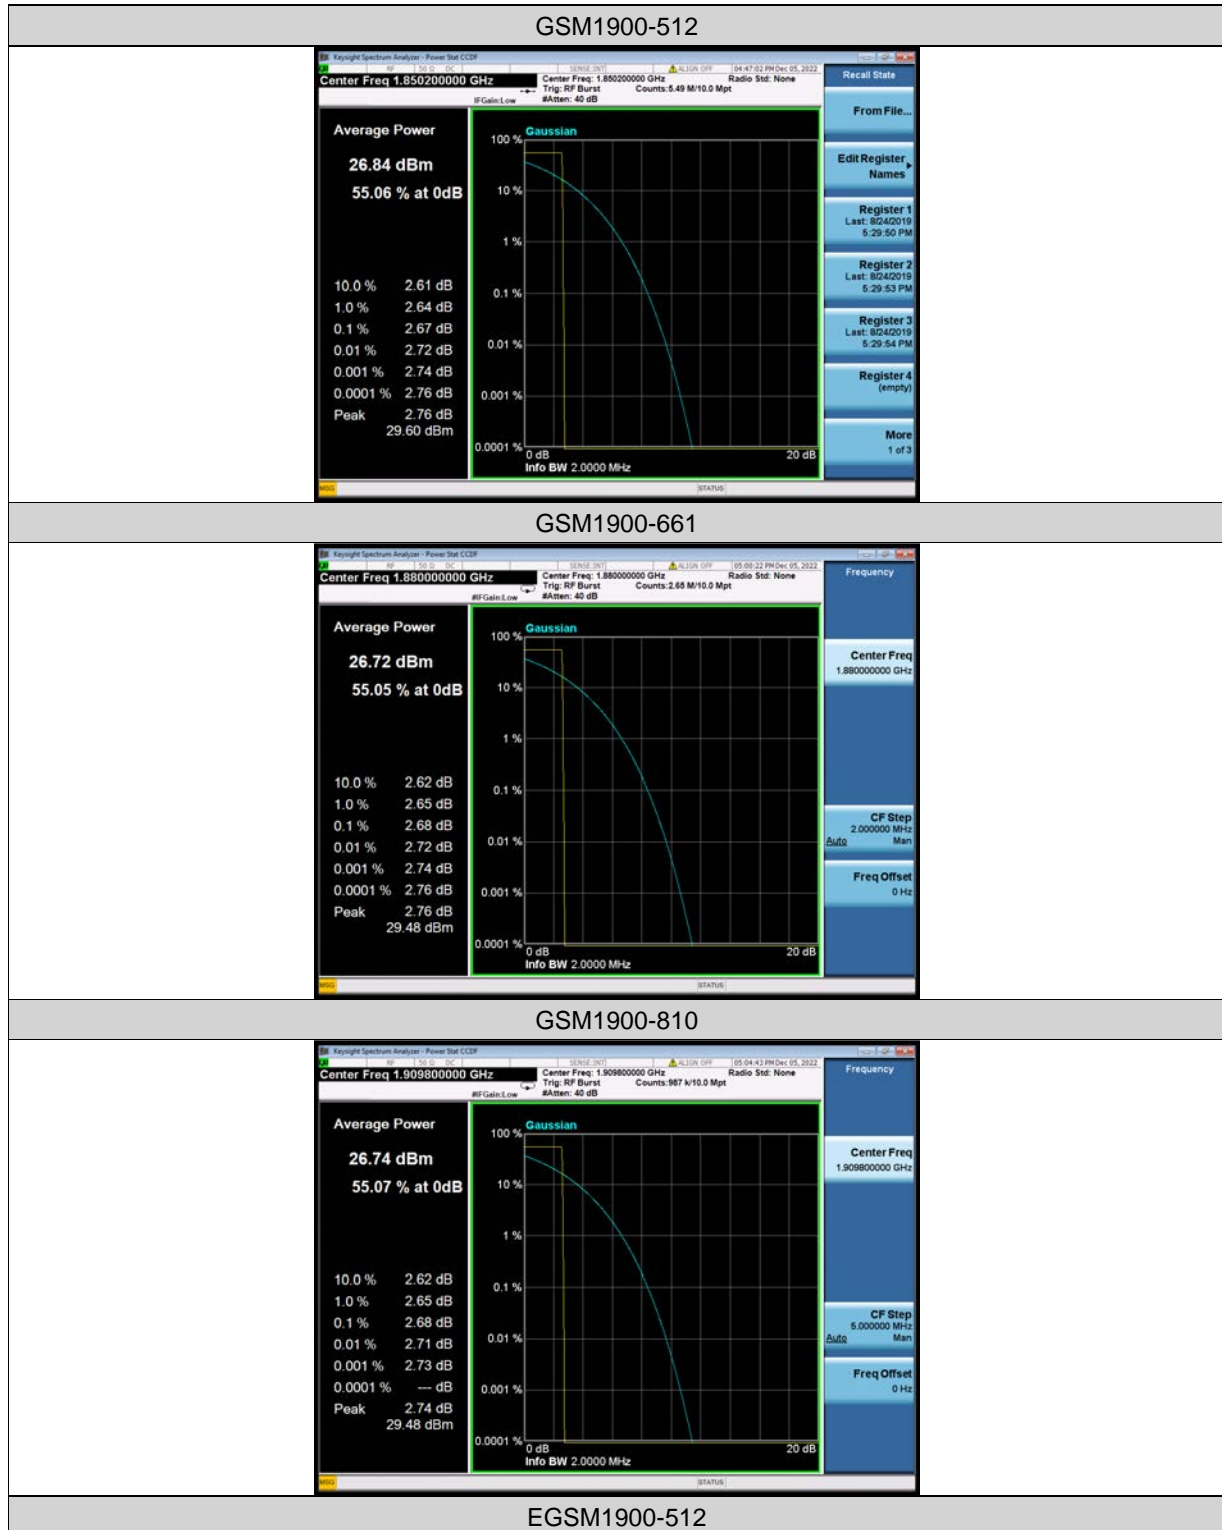 GSM1900-512
Keysight Spectrum Analyzer - Power Stat CCDF
RF 50 Ω DC SENSE:INT ALIGN OFF 04:47:02 PM Dec 05, 2022
Center Freq 1.850200000 GHz
Center Freq: 1.850200000 GHz Radio Std: None
Trig: RF Burst Counts:5.49 M/10.0 Mpt
IFGain:Low #Atten: 40 dB
Recall State
From File...
Edit Register Names
Register 1
Last: 8/24/2019
5:29:50 PM
Register 2
Last: 8/24/2019
5:29:53 PM
Register 3
Last: 8/24/2019
5:29:54 PM
Register 4
(empty)
More
1 of 3
Average Power
26.84 dBm
55.06 % at 0dB
10.0 % 2.61 dB
1.0 % 2.64 dB
0.1 % 2.67 dB
0.01 % 2.72 dB
0.001 % 2.74 dB
0.0001 % 2.76 dB
Peak 2.76 dB
29.60 dBm
Gaussian
100 %
10 %
1 %
0.1 %
0.01 %
0.001 %
0.0001 %
0 dB 20 dB
Info BW 2.0000 MHz
MSG STATUS
GSM1900-661
Keysight Spectrum Analyzer - Power Stat CCDF
RF 50 Ω DC SENSE:INT ALIGN OFF 05:00:22 PM Dec 05, 2022
Center Freq 1.880000000 GHz
Center Freq: 1.880000000 GHz Radio Std: None
Trig: RF Burst Counts:2.65 M/10.0 Mpt
#IFGain:Low #Atten: 40 dB
Frequency
Center Freq
1.880000000 GHz
CF Step
2.000000 MHz
Auto Man
Freq Offset
0 Hz
Average Power
26.72 dBm
55.05 % at 0dB
10.0 % 2.62 dB
1.0 % 2.65 dB
0.1 % 2.68 dB
0.01 % 2.72 dB
0.001 % 2.74 dB
0.0001 % 2.76 dB
Peak 2.76 dB
29.48 dBm
Gaussian
100 %
10 %
1 %
0.1 %
0.01 %
0.001 %
0.0001 %
0 dB 20 dB
Info BW 2.0000 MHz
MSG STATUS
GSM1900-810
Keysight Spectrum Analyzer - Power Stat CCDF
RF 50 Ω DC SENSE:INT ALIGN OFF 05:04:43 PM Dec 05, 2022
Center Freq 1.909800000 GHz
Center Freq: 1.909800000 GHz Radio Std: None
Trig: RF Burst Counts:987 k/10.0 Mpt
#IFGain:Low #Atten: 40 dB
Frequency
Center Freq
1.909800000 GHz
CF Step
5.000000 MHz
Auto Man
Freq Offset
0 Hz
Average Power
26.74 dBm
55.07 % at 0dB
10.0 % 2.62 dB
1.0 % 2.65 dB
0.1 % 2.68 dB
0.01 % 2.71 dB
0.001 % 2.73 dB
0.0001 % --- dB
Peak 2.74 dB
29.48 dBm
Gaussian
100 %
10 %
1 %
0.1 %
0.01 %
0.001 %
0.0001 %
0 dB 20 dB
Info BW 2.0000 MHz
MSG STATUS
EGSM1900-512